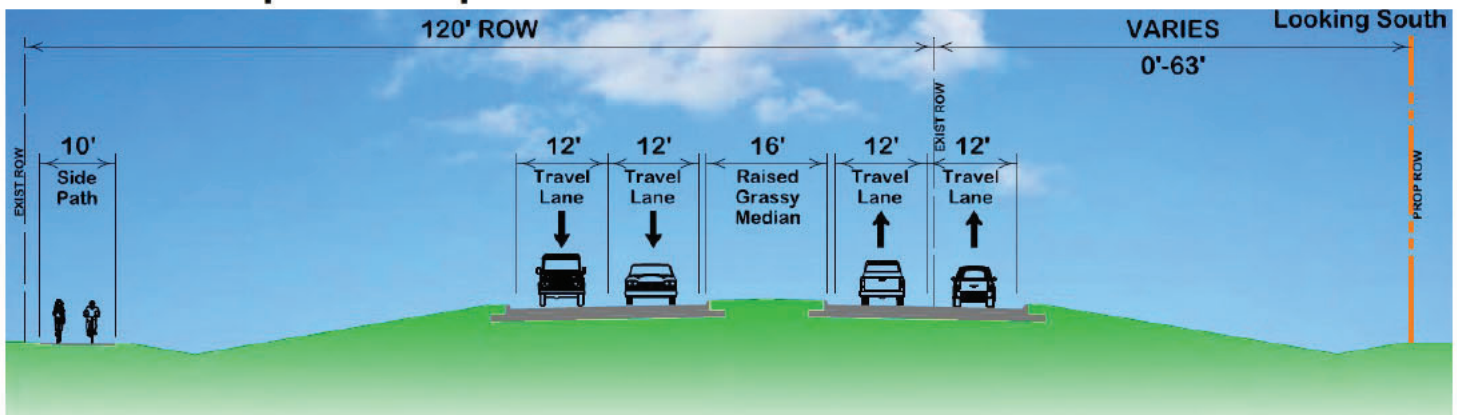 Looking South
120' ROW
VARIES
0'-63'
EXIST ROW
10'
Side
Path
12'
Travel
Lane
12'
Travel
Lane
16'
Raised
Grassy
Median
12'
Travel
Lane
EXIST ROW
12'
Travel
Lane
PROP ROW